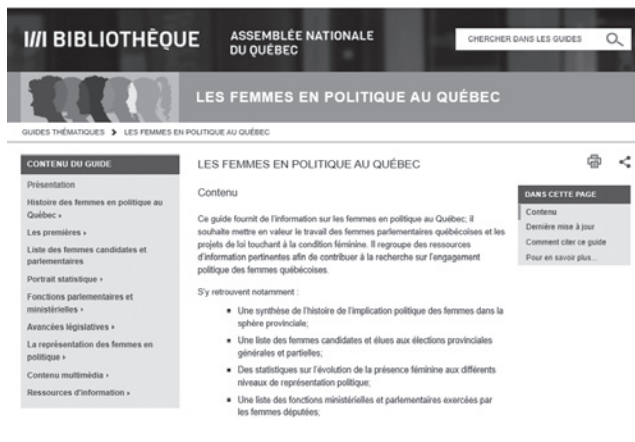 BIBLIOTHÈQUE
ASSEMBLÉE NATIONALE
DU QUÉBEC
CHERCHER DANS LES GUIDES
LES FEMMES EN POLITIQUE AU QUÉBEC
GUIDES THÉMATIQUES > LES FEMMES EN POLITIQUE AU QUÉBEC
CONTENU DU GUIDE
Présentation
Histoire des femmes en politique au
Québec
Les premières
Liste des femmes candidates et
parlementaires
Portrait statistique
Fonctions parlementaires et
ministérielles
Avancées législatives
La représentation des femmes en
politique
Contenu multimédia
Ressources d'information
LES FEMMES EN POLITIQUE AU QUÉBEC
Contenu
Ce guide fournit de l'information sur les femmes en politique au Québec; il
souhaite mettre en valeur le travail des femmes parlementaires québécoises et les
projets de loi touchant à la condition féminine. Il regroupe des ressources
d'information pertinentes afin de contribuer à la recherche sur l'engagement
politique des femmes québécoises.
S'y retrouvent notamment :
Une synthèse de l'histoire de l'implication politique des femmes dans la
sphère provinciale;
Une liste des femmes candidates et élues aux élections provinciales
générales et partielles;
Des statistiques sur l'évolution de la présence féminine aux différents
niveaux de représentation politique;
Une liste des fonctions ministérielles et parlementaires exercées par
les femmes députées;
DANS CETTE PAGE
Contenu
Dernière mise à jour
Comment citer ce guide
Pour en savoir plus...